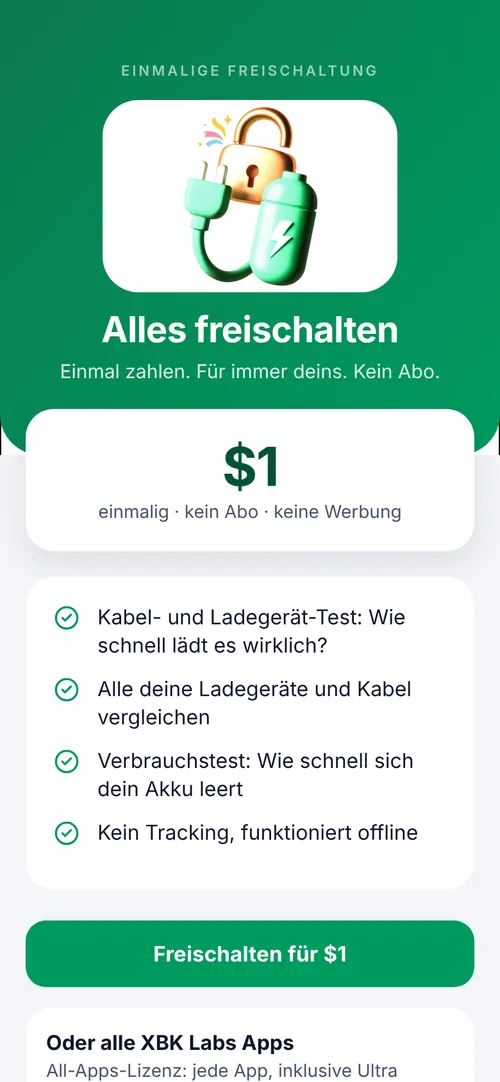 EINMALIGE FREISCHALTUNG
Alles freischalten
Einmal zahlen. Für immer deins. Kein Abo.
$1
einmalig · kein Abo · keine Werbung
Kabel- und Ladegerät-Test: Wie
schnell lädt es wirklich?
Alle deine Ladegeräte und Kabel
vergleichen
Verbrauchstest: Wie schnell sich
dein Akku leert
Kein Tracking, funktioniert offline
Freischalten für $1
Oder alle XBK Labs Apps
All-Apps-Lizenz: jede App, inklusive Ultra